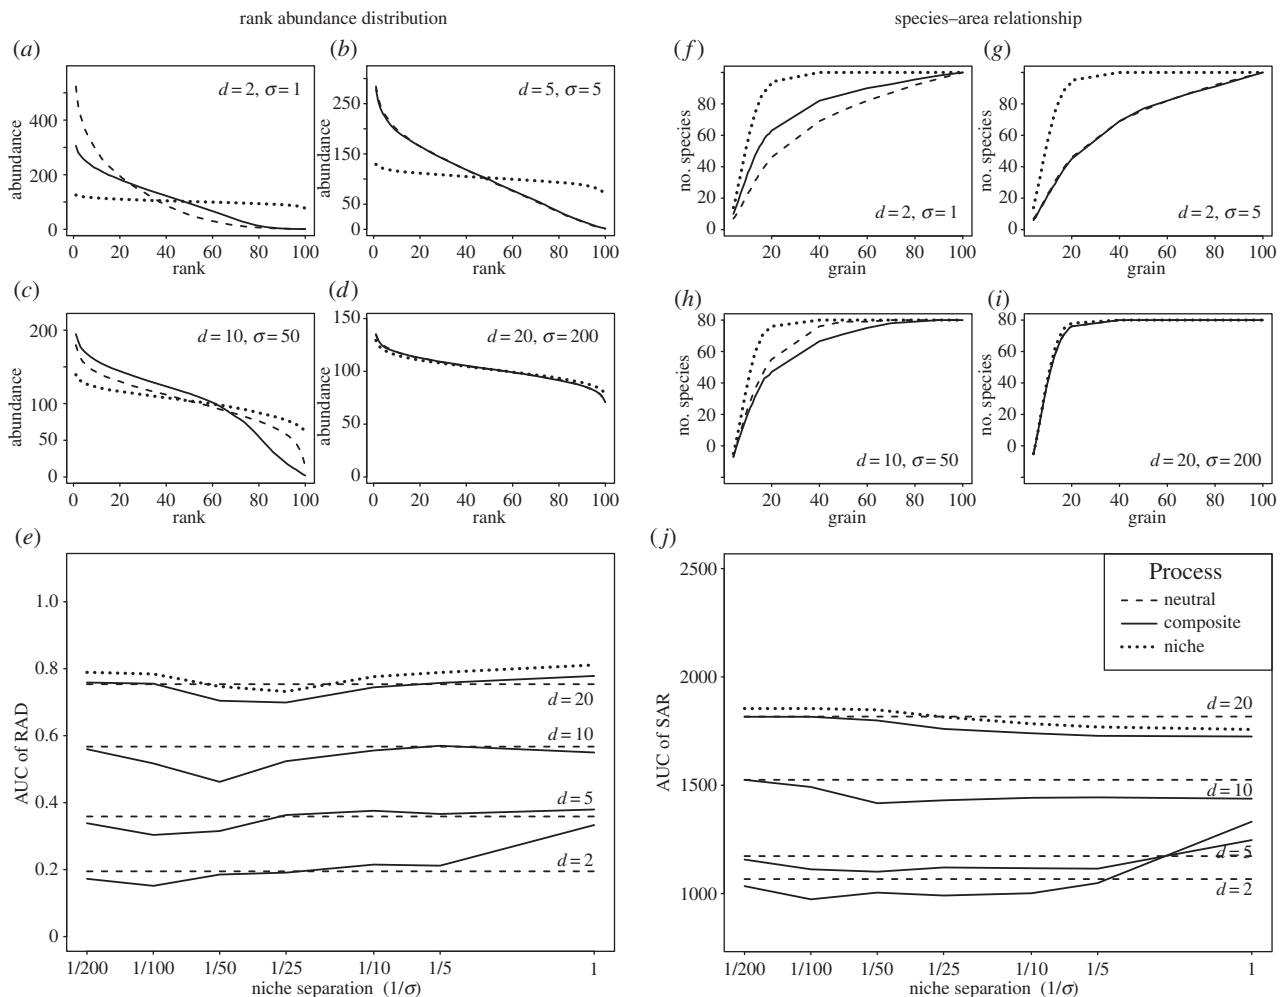 rank abundance distribution
species–area relationship
(a)
abundance
400
200
0
d=2, σ=1
0 20 40 60 80 100
rank
(b)
abundance
250
150
100
50
0
d=5, σ=5
0 20 40 60 80 100
rank
(f)
no. species
80
60
40
20
0
d=2, σ=1
20 40 60 80 100
grain
(g)
no. species
80
60
40
20
0
d=2, σ=5
20 40 60 80 100
grain
(c)
abundance
200
150
100
50
0
d=10, σ=50
0 20 40 60 80 100
rank
(d)
abundance
150
100
50
0
d=20, σ=200
0 20 40 60 80 100
rank
(h)
no. species
80
60
40
20
0
d=10, σ=50
20 40 60 80 100
grain
(i)
no. species
80
60
40
20
0
d=20, σ=200
20 40 60 80 100
grain
(e)
AUC of RAD
1.0
0.8
0.6
0.4
0.2
0
d=20
d=10
d=5
d=2
1/200 1/100 1/50 1/25 1/10 1/5 1
niche separation (1/σ)
(j)
AUC of SAR
2500
2000
1500
1000
Process
neutral
composite
niche
d=20
d=10
d=5
d=2
1/200 1/100 1/50 1/25 1/10 1/5 1
niche separation (1/σ)